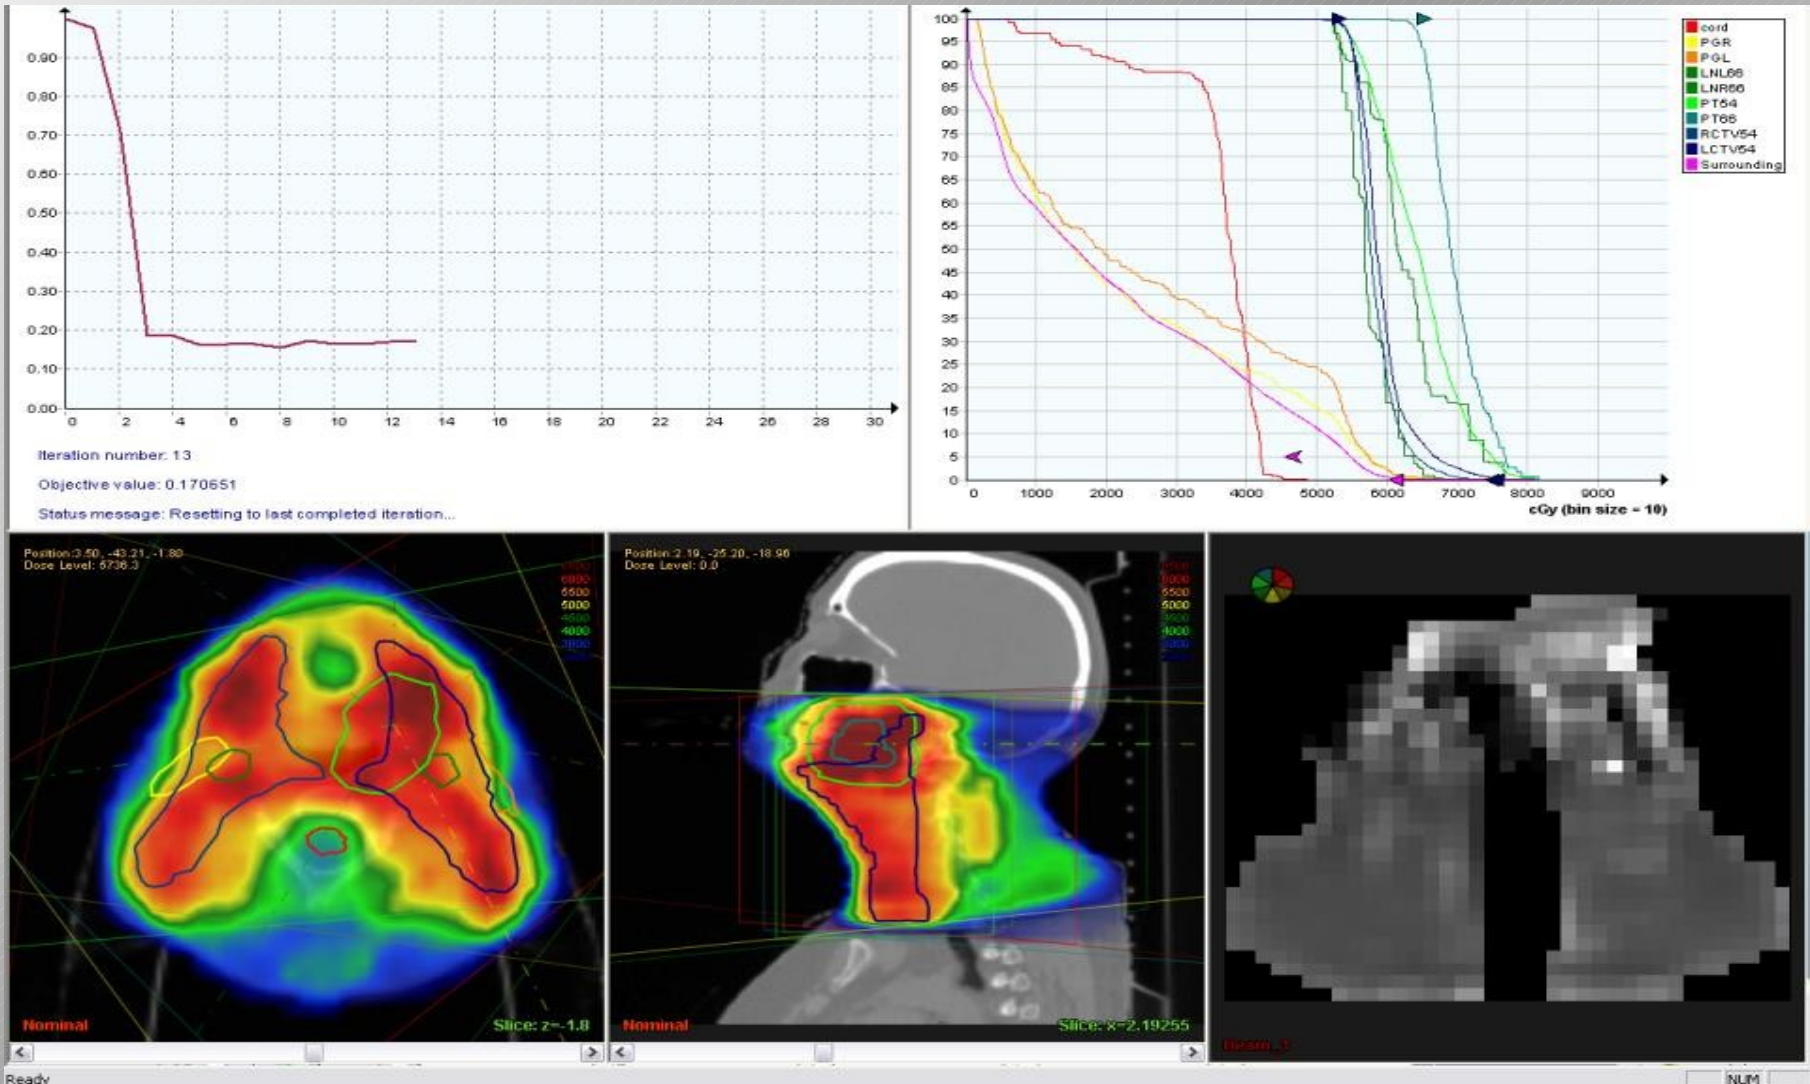 0.90
0.80
0.70
0.60
0.50
0.40
0.30
0.20
0.10
0.00
0 2 4 6 8 10 12 14 16 18 20 22 24 26 28 30
Iteration number: 13
Objective value: 0.170651
Status message: Resetting to last completed iteration...
100
95
90
85
80
75
70
65
60
55
50
45
40
35
30
25
20
15
10
5
0
0 1000 2000 3000 4000 5000 6000 7000 8000 9000
cGy (bin size = 10)
cord
PGR
PGL
LNL66
LNR66
PT54
PT66
RCTV54
LCTV54
Surrounding
Position:3.50, -43.21, -1.80
Dose Level: 5736.3
6000
5500
5000
4500
4000
Nominal
Slice: z=-1.8
Position:2.19, -25.20, -18.96
Dose Level: 0.0
6000
5500
5000
4500
4000
Nominal
Slice: x=2.19255
Beam_1
Ready
NUM